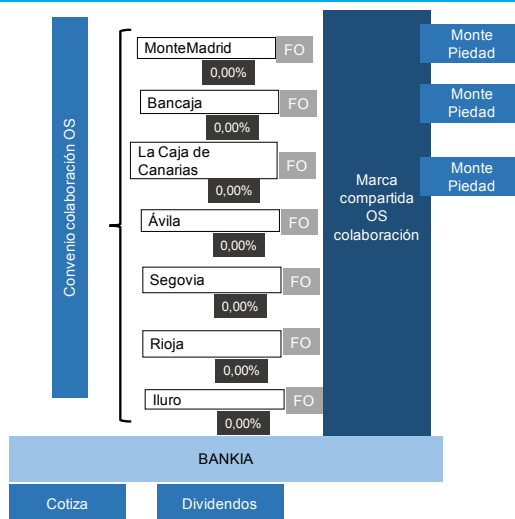 Convenio colaboración OS
MonteMadrid
FO
0,00%
Bancaja
FO
0,00%
La Caja de
Canarias
FO
0,00%
Ávila
FO
0,00%
Segovia
FO
0,00%
Rioja
FO
0,00%
Iluro
FO
0,00%
Marca
compartida
OS
colaboración
Monte
Piedad
Monte
Piedad
Monte
Piedad
BANKIA
Cotiza
Dividendos